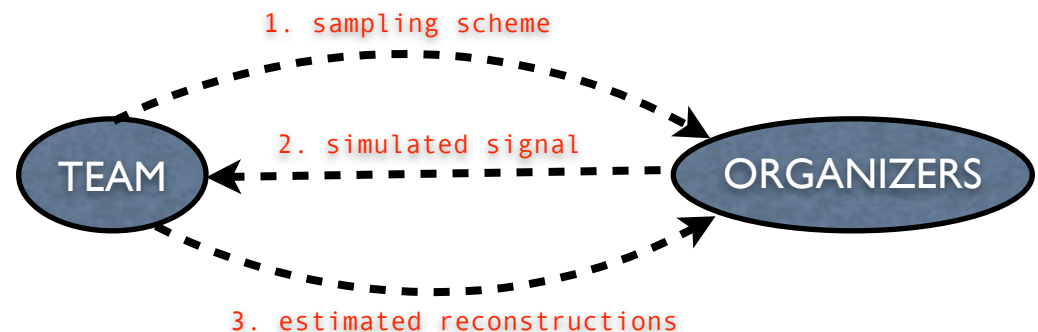 1. sampling scheme
2. simulated signal
TEAM
ORGANIZERS
3. estimated reconstructions